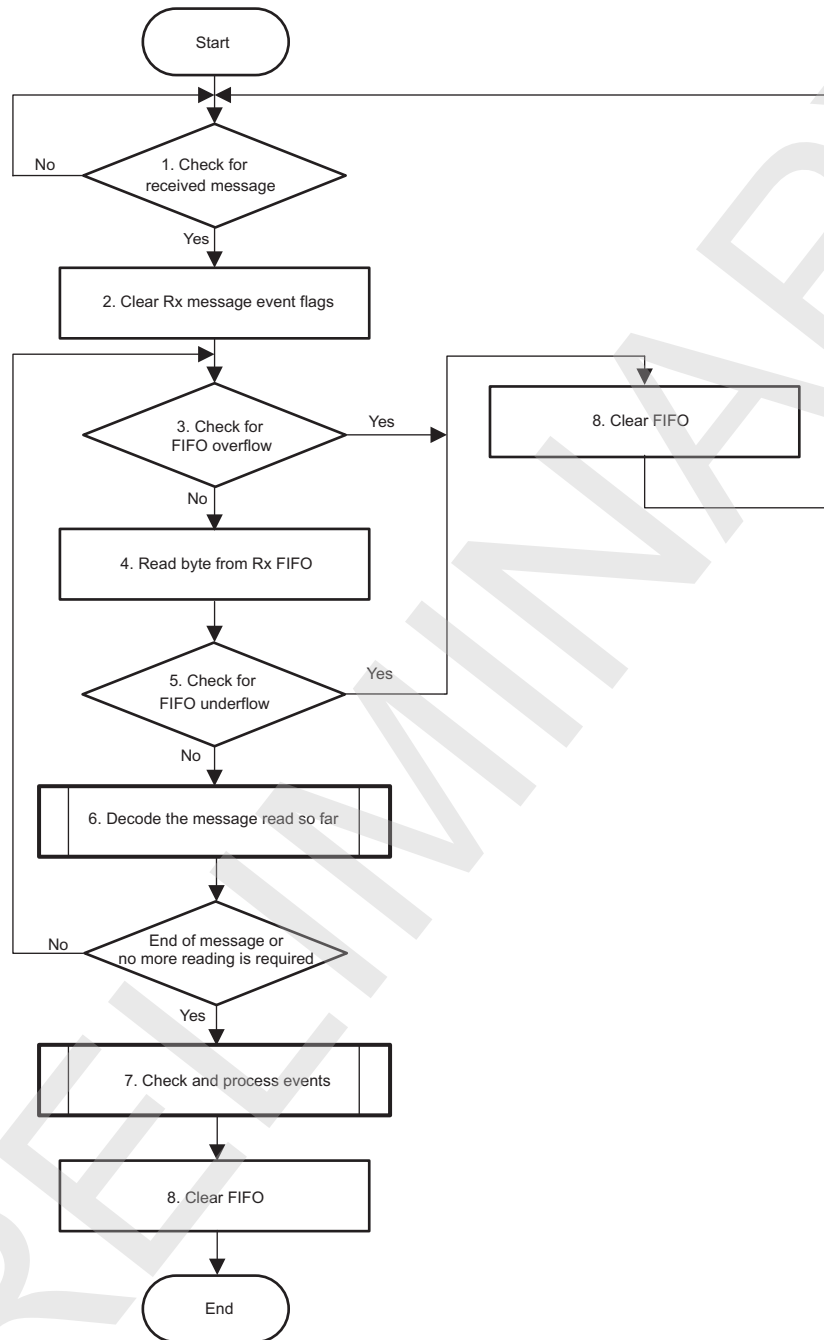 Start
No
1. Check for
received message
Yes
2. Clear Rx message event flags
3. Check for
FIFO overflow
Yes
8. Clear FIFO
No
4. Read byte from Rx FIFO
5. Check for
FIFO underflow
Yes
No
6. Decode the message read so far
No
End of message or
no more reading is required
Yes
7. Check and process events
8. Clear FIFO
End
RELIMINAR